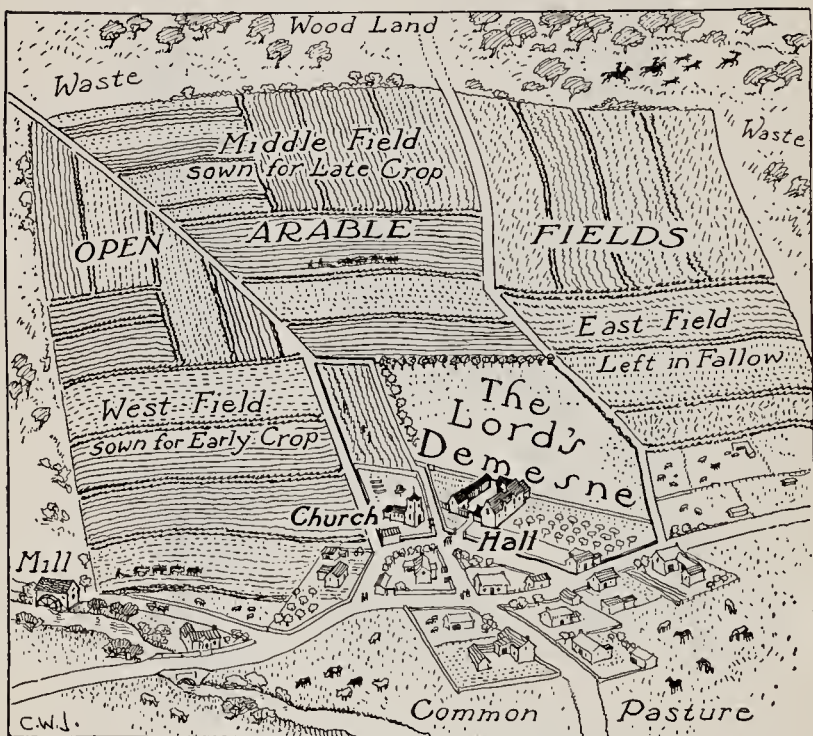 Wood Land
Waste
Waste
Middle Field
sown for Late Crop
OPEN ARABLE FIELDS
East Field
Left in Fallow
West Field
sown for Early Crop
The
Lord's
Demesne
Church
Hall
Mill
Common Pasture
C.W.J.